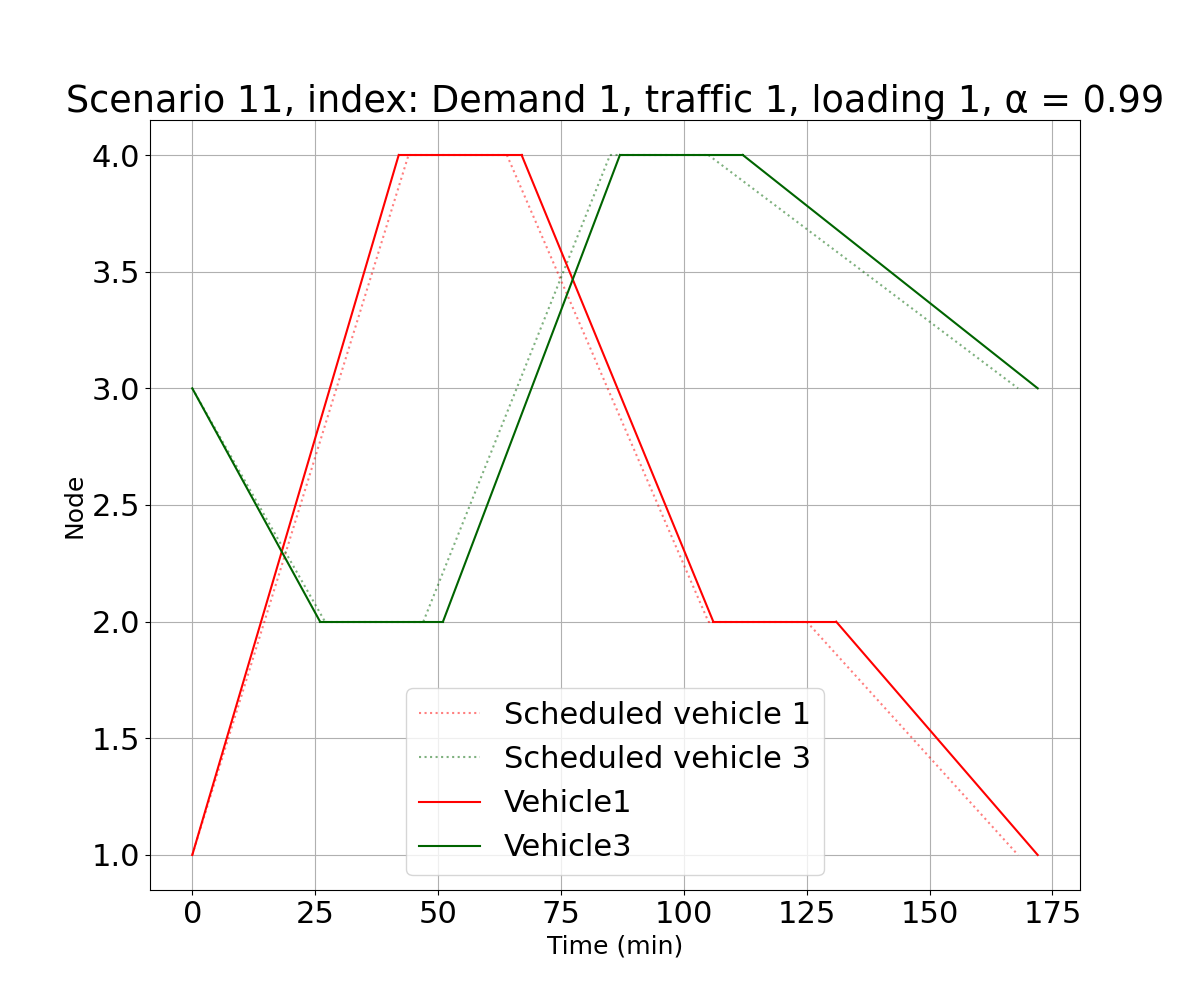 Scenario 11, index: Demand 1, traffic 1, loading 1, α = 0.99
4.0
3.5
3.0
2.5
2.0
1.5
1.0
Node
Scheduled vehicle 1
Scheduled vehicle 3
Vehicle1
Vehicle3
0 25 50 75 100 125 150 175
Time (min)